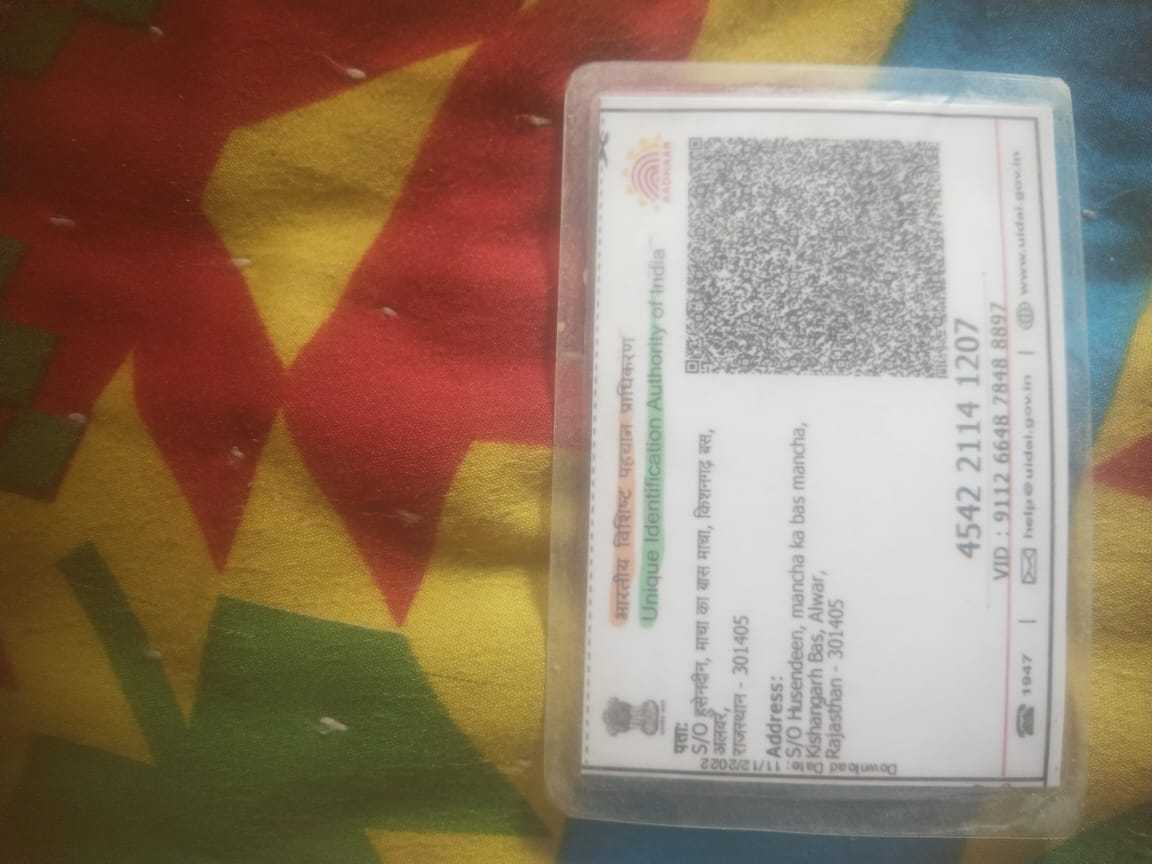 भारतीय विशिष्ट पहचान प्राधिकरण
Unique Identification Authority of India
AADHAAR
पता:
S/O हुसेनदीन, माचा का बास माचा, किशनगढ़ बस,
अलवर,
राजस्थान - 301405
Address:
S/O Husendeen, mancha ka bas mancha,
Kishangarh Bas, Alwar,
Rajasthan - 301405
Download Date: 11/12/2022
4542 2114 1207
VID : 9112 6648 7848 8897
1947 | help@uidai.gov.in | www.uidai.gov.in